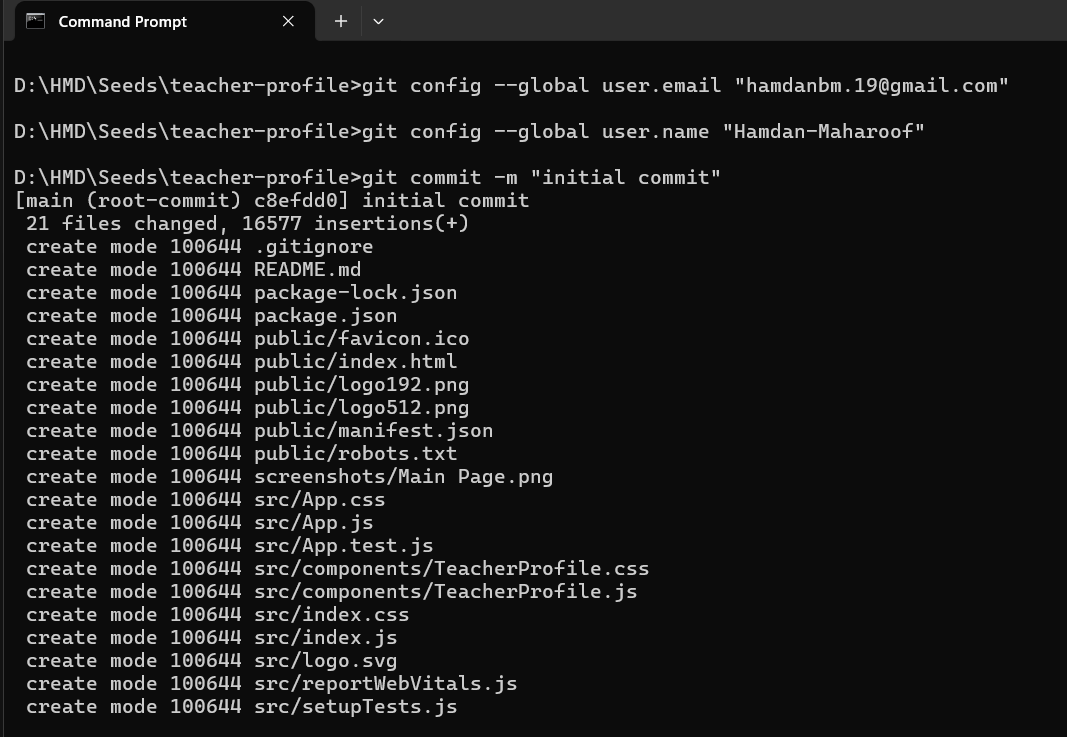 Command Prompt
D:\HMD\Seeds\teacher-profile>git config --global user.email "hamdanbm.19@gmail.com"
D:\HMD\Seeds\teacher-profile>git config --global user.name "Hamdan-Maharoof"
D:\HMD\Seeds\teacher-profile>git commit -m "initial commit"
[main (root-commit) c8efdd0] initial commit
 21 files changed, 16577 insertions(+)
 create mode 100644 .gitignore
 create mode 100644 README.md
 create mode 100644 package-lock.json
 create mode 100644 package.json
 create mode 100644 public/favicon.ico
 create mode 100644 public/index.html
 create mode 100644 public/logo192.png
 create mode 100644 public/logo512.png
 create mode 100644 public/manifest.json
 create mode 100644 public/robots.txt
 create mode 100644 screenshots/Main Page.png
 create mode 100644 src/App.css
 create mode 100644 src/App.js
 create mode 100644 src/App.test.js
 create mode 100644 src/components/TeacherProfile.css
 create mode 100644 src/components/TeacherProfile.js
 create mode 100644 src/index.css
 create mode 100644 src/index.js
 create mode 100644 src/logo.svg
 create mode 100644 src/reportWebVitals.js
 create mode 100644 src/setupTests.js